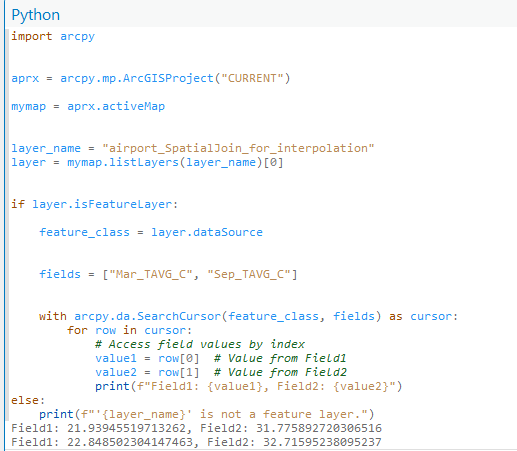 Python
import arcpy
aprx = arcpy.mp.ArcGISProject("CURRENT")
mymap = aprx.activeMap
layer_name = "airport_SpatialJoin_for_interpolation"
layer = mymap.listLayers(layer_name)[0]
if layer.isFeatureLayer:
    feature_class = layer.dataSource
    fields = ["Mar_TAVG_C", "Sep_TAVG_C"]
    with arcpy.da.SearchCursor(feature_class, fields) as cursor:
        for row in cursor:
            # Access field values by index
            value1 = row[0]  # Value from Field1
            value2 = row[1]  # Value from Field2
            print(f"Field1: {value1}, Field2: {value2}")
else:
    print(f"'{layer_name}' is not a feature layer.")
Field1: 21.93945519713262, Field2: 31.775892720306516
Field1: 22.848502304147463, Field2: 32.71595238095237